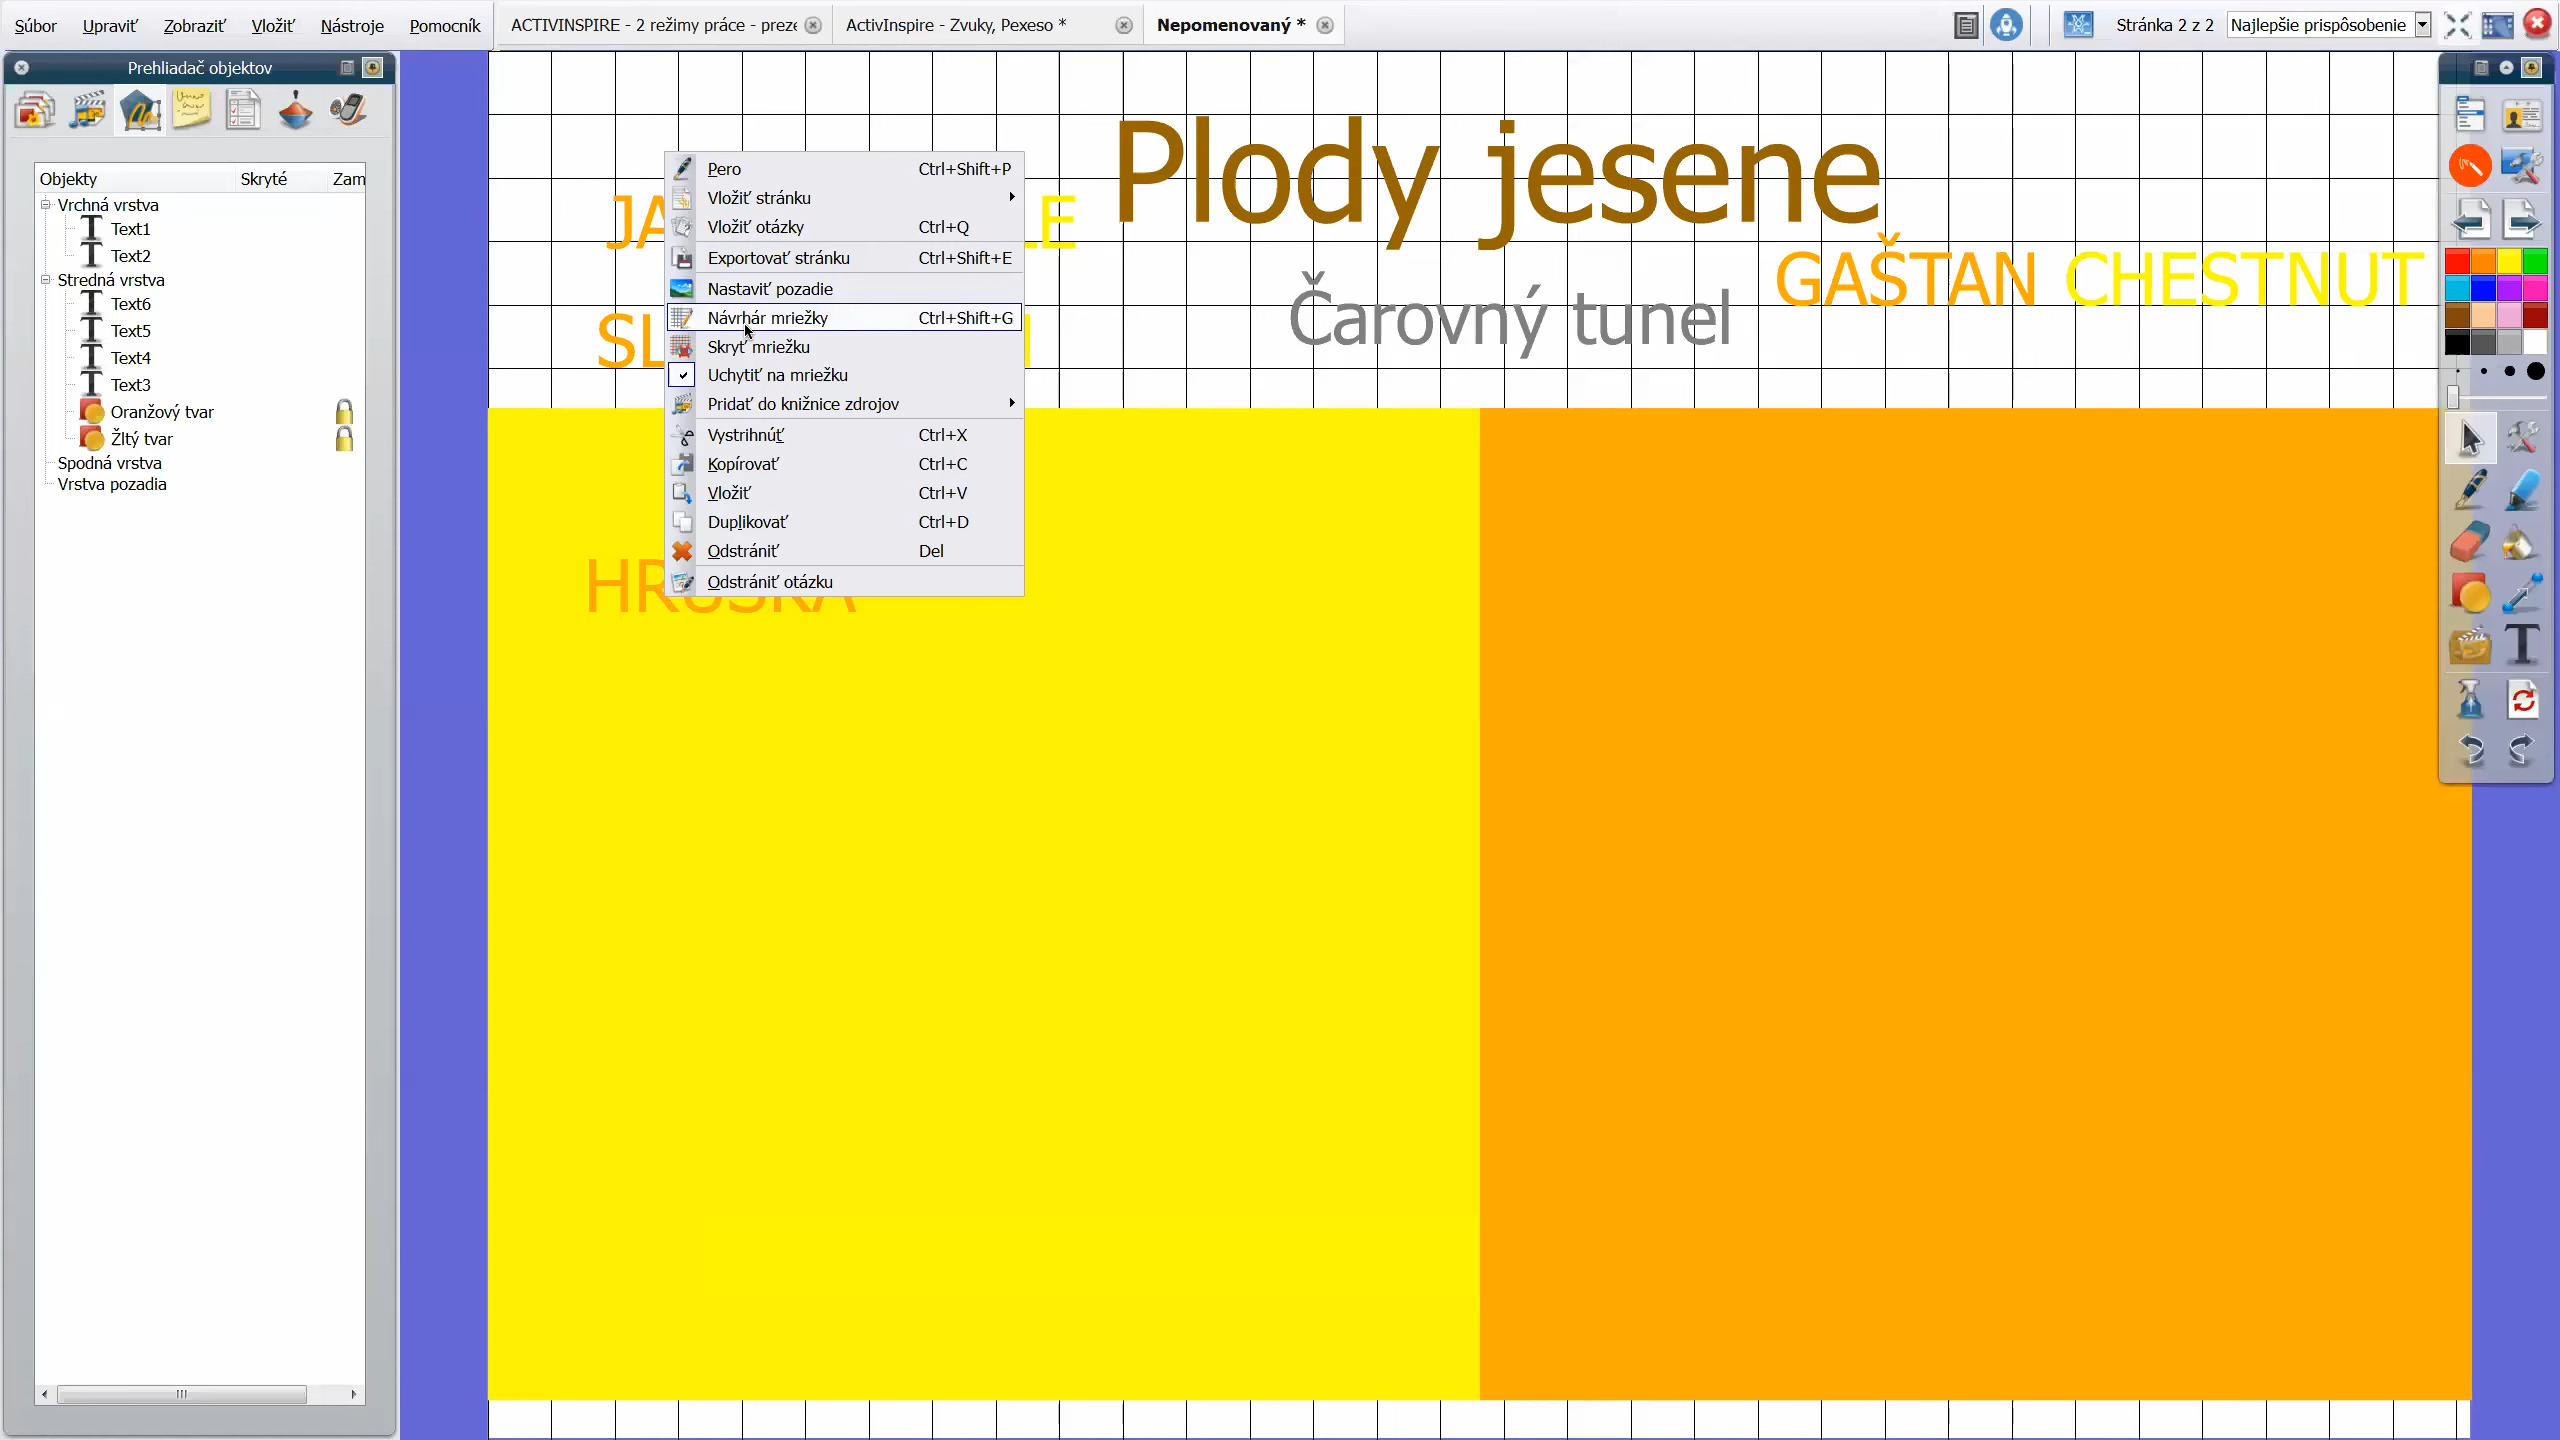 Súbor Upraviť Zobraziť Vložiť Nástroje Pomocník
ACTIVINSPIRE - 2 režimy práce - preze
ActivInspire - Zvuky, Pexeso *
Nepomenovaný *
Stránka 2 z 2
Najlepšie prispôsobenie
Prehliadač objektov
Objekty Skryté Zam
Vrchná vrstva
Text1
Text2
Stredná vrstva
Text6
Text5
Text4
Text3
Oranžový tvar
Žltý tvar
Spodná vrstva
Vrstva pozadia
Pero Ctrl+Shift+P
Vložiť stránku
Vložiť otázky Ctrl+Q
Exportovať stránku Ctrl+Shift+E
Nastaviť pozadie
Návrhár mriežky Ctrl+Shift+G
Skryť mriežku
Uchytiť na mriežku
Pridať do knižnice zdrojov
Vystrihnúť Ctrl+X
Kopírovať Ctrl+C
Vložiť Ctrl+V
Duplikovať Ctrl+D
Odstrániť Del
Odstrániť otázku
Plody jesene
Čarovný tunel
GAŠTAN CHESTNUT
HRUŠKA